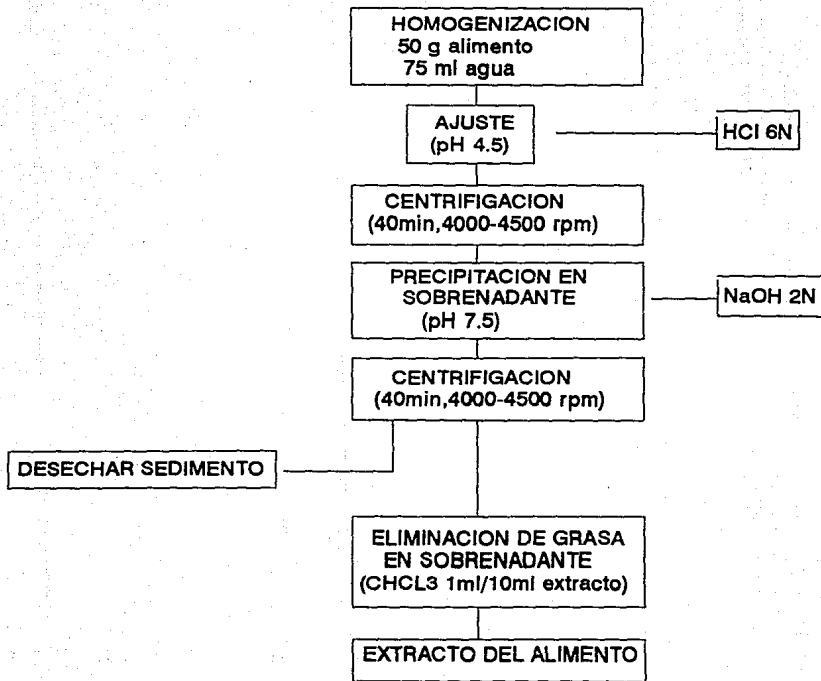 HOMOGENIZACION
50 g alimento
75 ml agua
AJUSTE
(pH 4.5)
HCl 6N
CENTRIFIGACION
(40min,4000-4500 rpm)
PRECIPITACION EN
SOBRENADANTE
(pH 7.5)
NaOH 2N
CENTRIFIGACION
(40min,4000-4500 rpm)
DESECHAR SEDIMENTO
ELIMINACION DE GRASA
EN SOBRENADANTE
(CHCL3 1ml/10ml extracto)
EXTRACTO DEL ALIMENTO